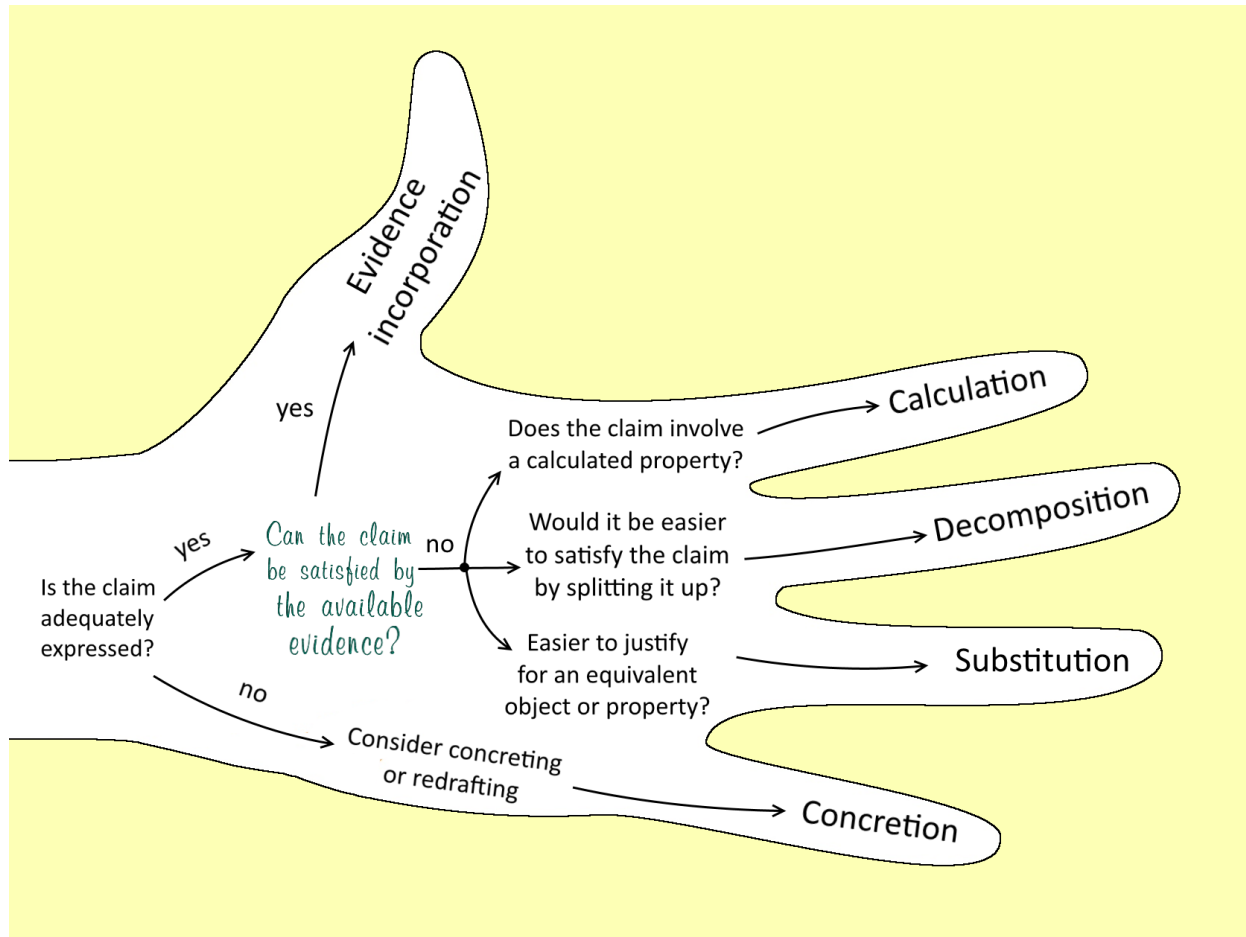 Evidence
incorporation
yes
Calculation
Does the claim involve
a calculated property?
Decomposition
Would it be easier
to satisfy the claim
by splitting it up?
yes
Can the claim
be satisfied by
the available
evidence?
no
Is the claim
adequately
expressed?
Easier to justify
for an equivalent
object or property?
Substitution
no
Consider concreting
or redrafting
Concretion